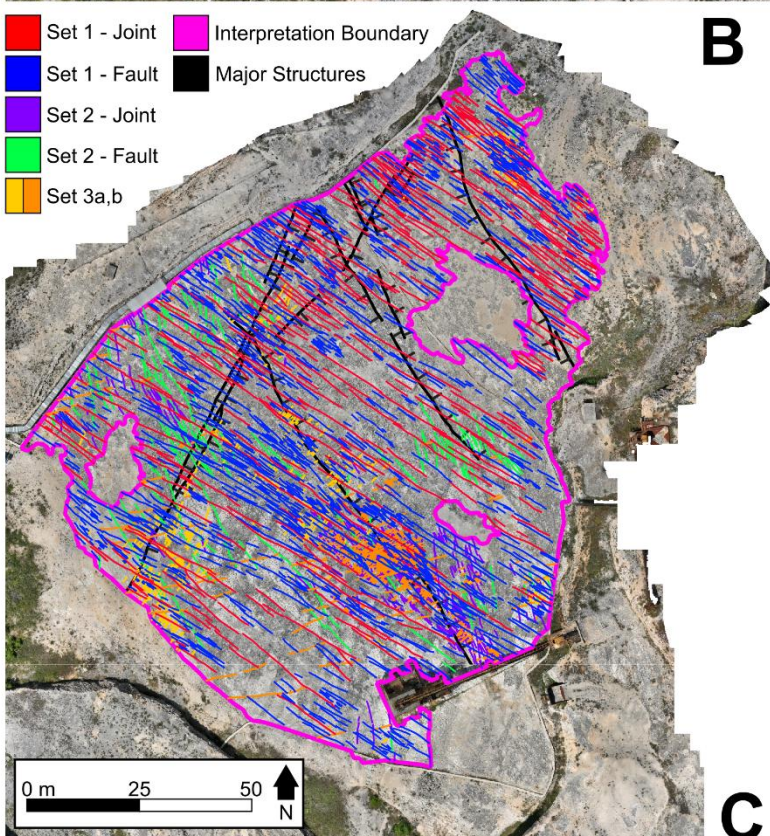 Set 1 - Joint
Interpretation Boundary
B
Set 1 - Fault
Major Structures
Set 2 - Joint
Set 2 - Fault
Set 3a,b
0 m 25 50
N
C